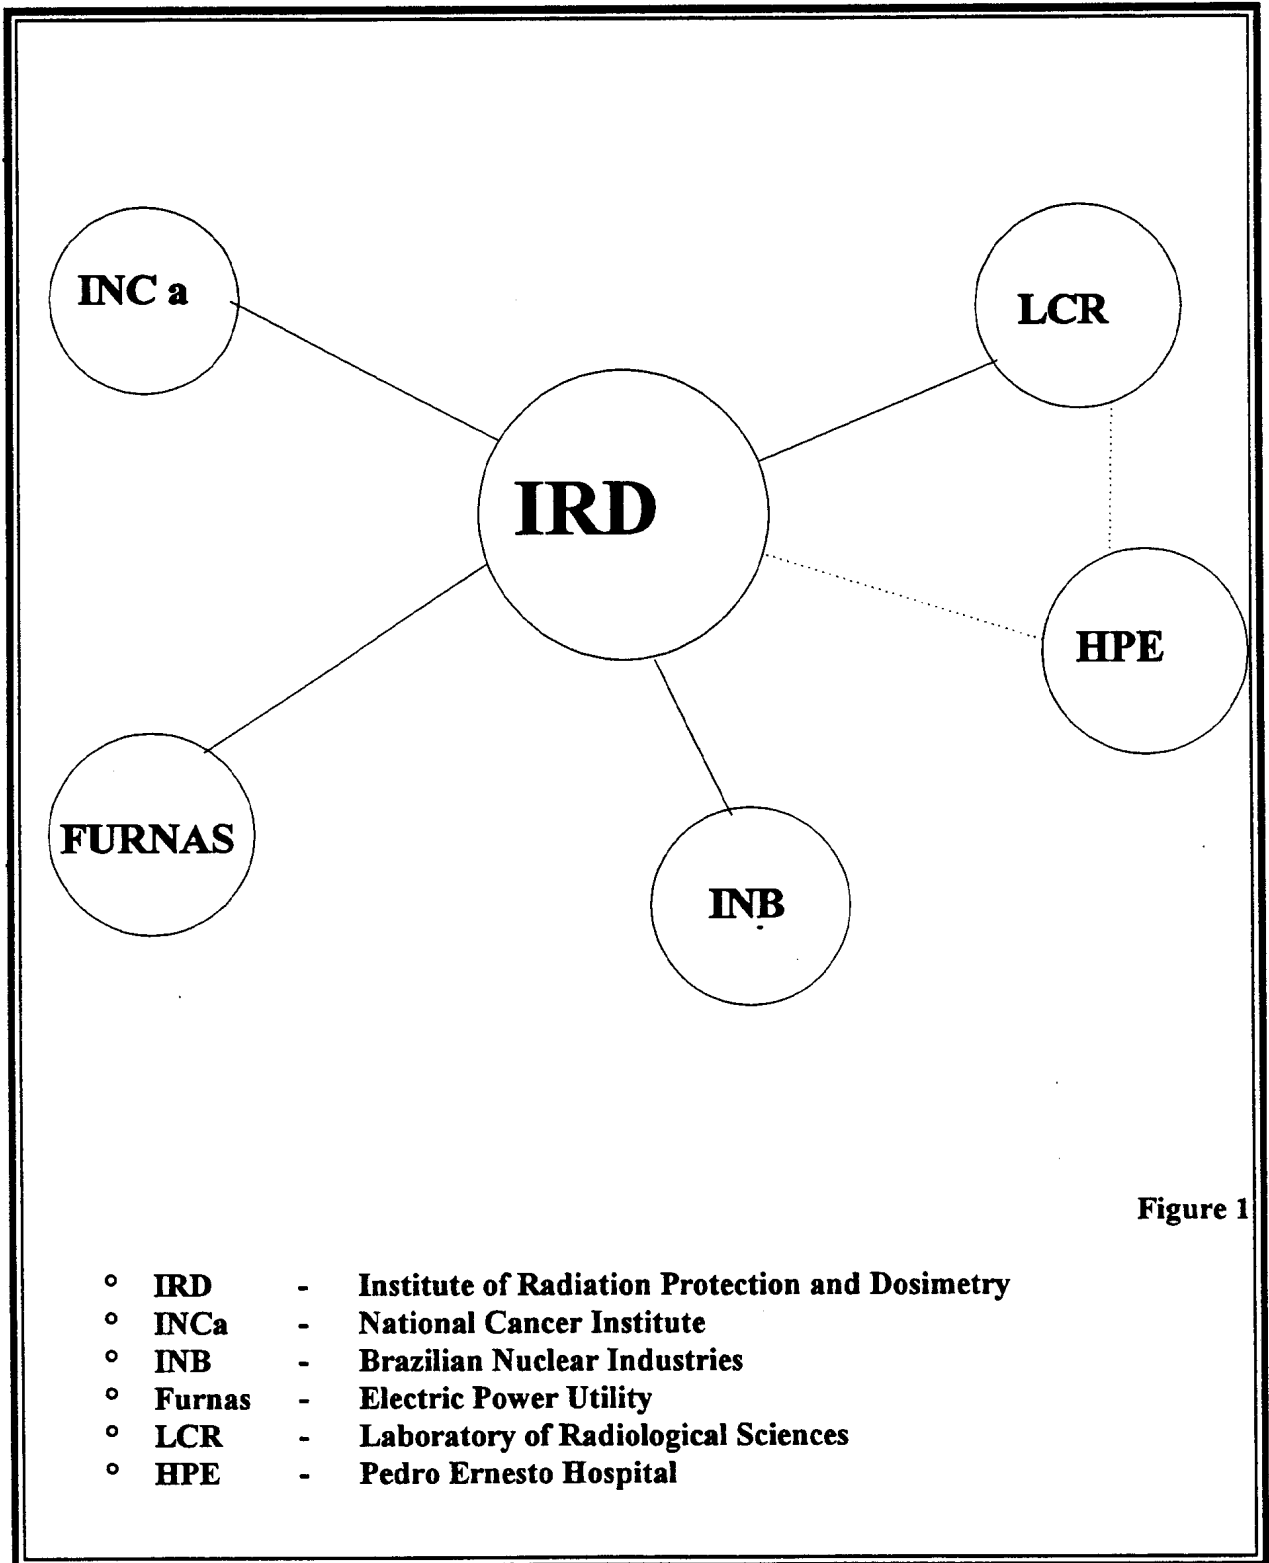 INC a
LCR
IRD
HPE
FURNAS
INB
Figure 1
° IRD - Institute of Radiation Protection and Dosimetry
° INCa - National Cancer Institute
° INB - Brazilian Nuclear Industries
° Furnas - Electric Power Utility
° LCR - Laboratory of Radiological Sciences
° HPE - Pedro Ernesto Hospital